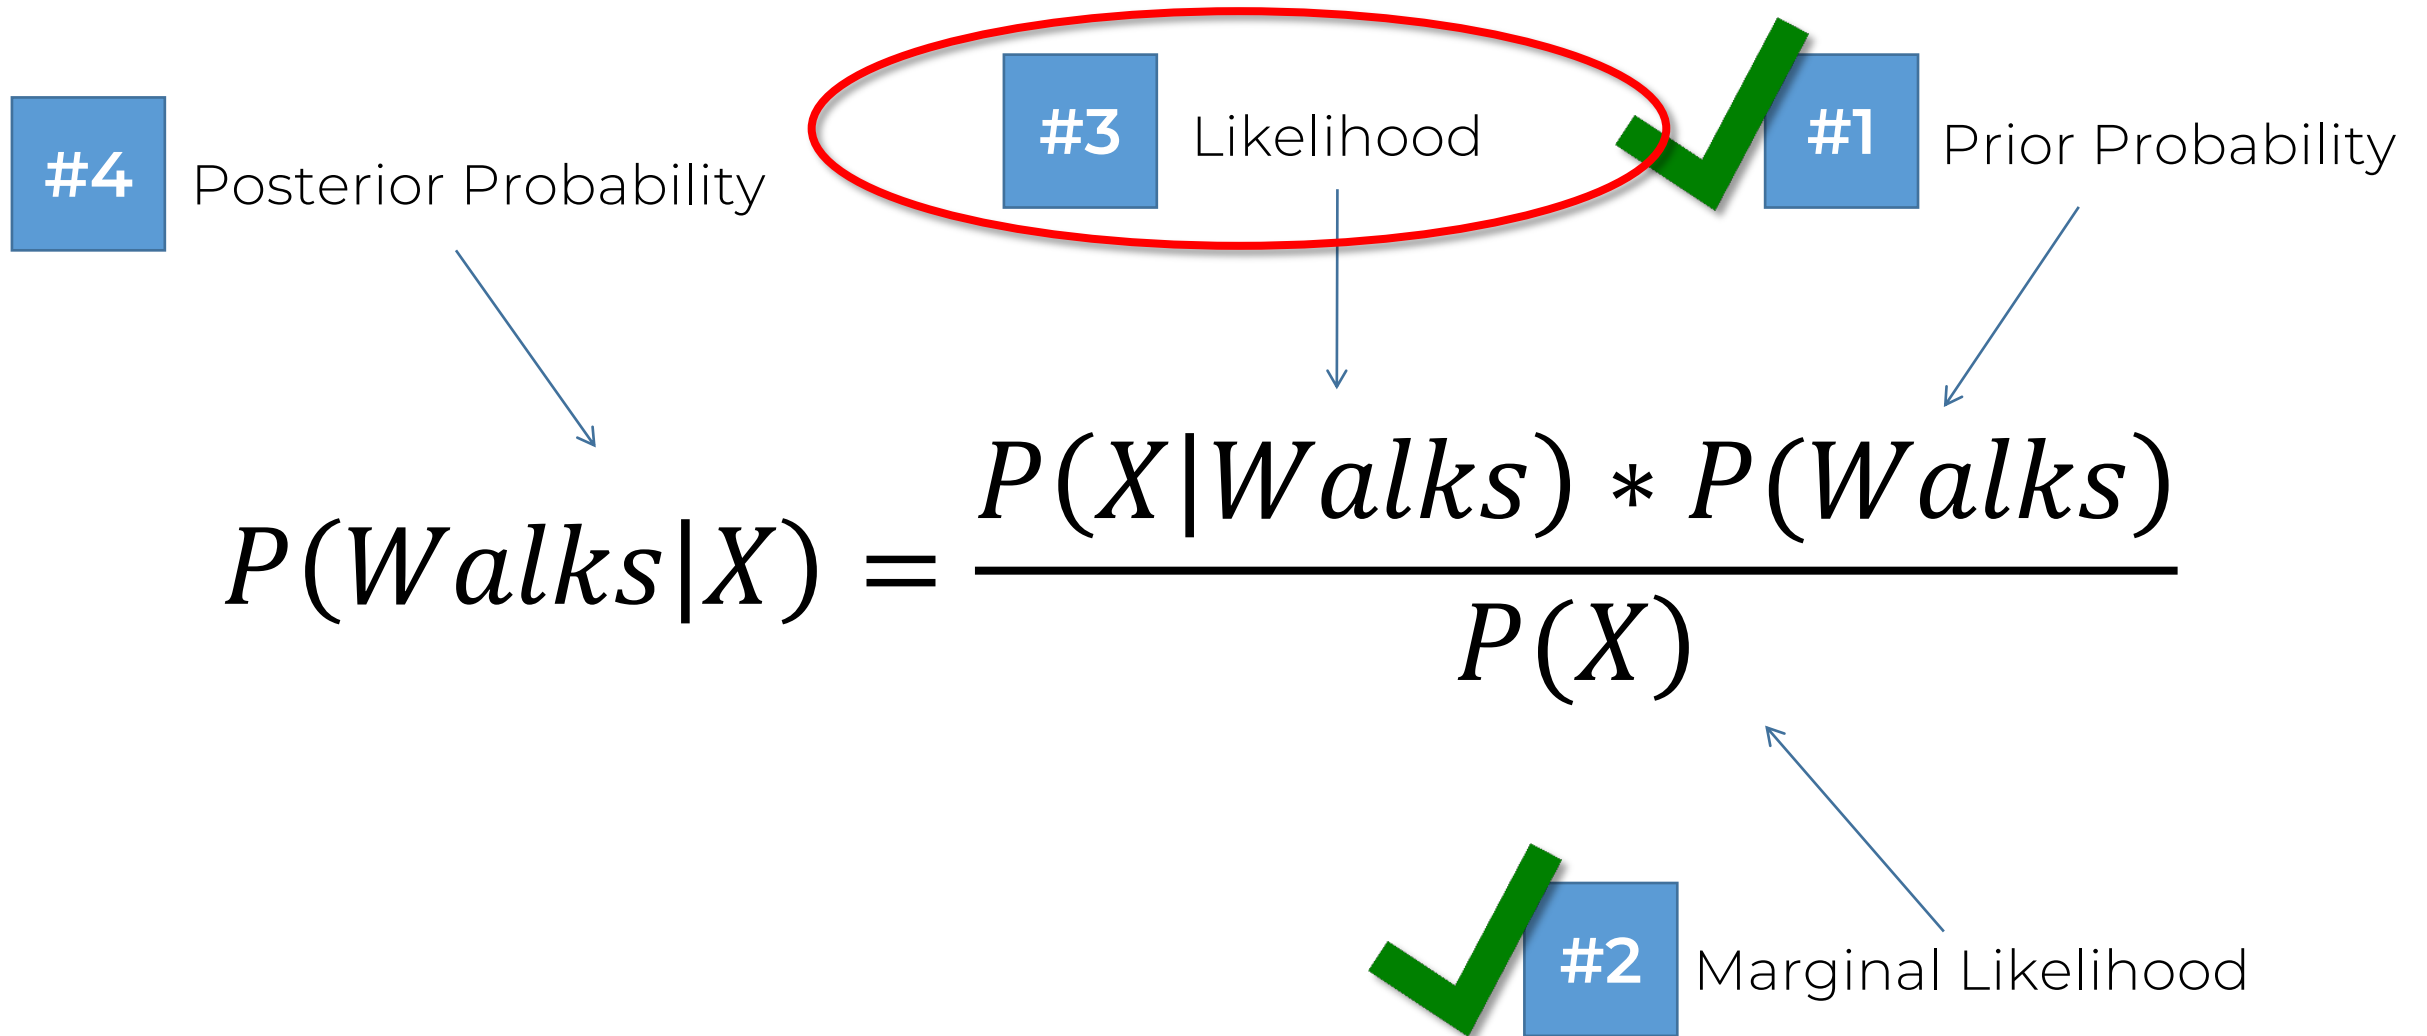 #4 Posterior Probability
#3 Likelihood
#1 Prior Probability
P(Walks|X) = P(X|Walks) * P(Walks)
P(X)
#2 Marginal Likelihood